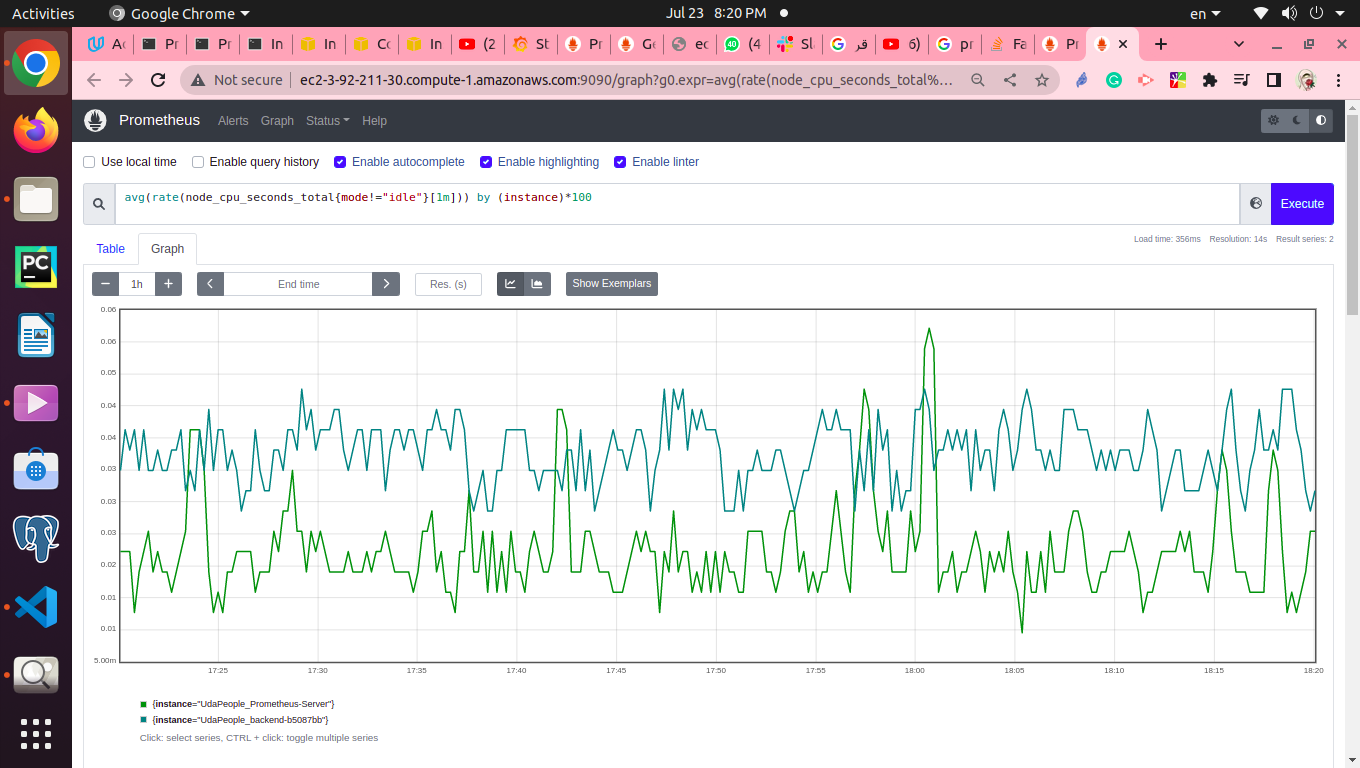 Activities Google Chrome Jul 23 8:20 PM en
Ac Pr Pr In In Cc In (2 St Pr Ge ec 40 (4 Sla قر б) pr Fa Pr
Not secure ec2-3-92-211-30.compute-1.amazonaws.com:9090/graph?g0.expr=avg(rate(node_cpu_seconds_total%…
Prometheus Alerts Graph Status Help
Use local time Enable query history Enable autocomplete Enable highlighting Enable linter
avg(rate(node_cpu_seconds_total{mode!="idle"}[1m])) by (instance)*100
Execute
Table Graph
Load time: 356ms Resolution: 14s Result series: 2
1h End time Res. (s) Show Exemplars
0.06
0.06
0.05
0.04
0.04
0.03
0.03
0.03
0.02
0.01
0.01
5.00m
17:25 17:30 17:35 17:40 17:45 17:50 17:55 18:00 18:05 18:10 18:15 18:20
{instance="UdaPeople_Prometheus-Server"}
{instance="UdaPeople_backend-b5087bb"}
Click: select series, CTRL + click: toggle multiple series
PC